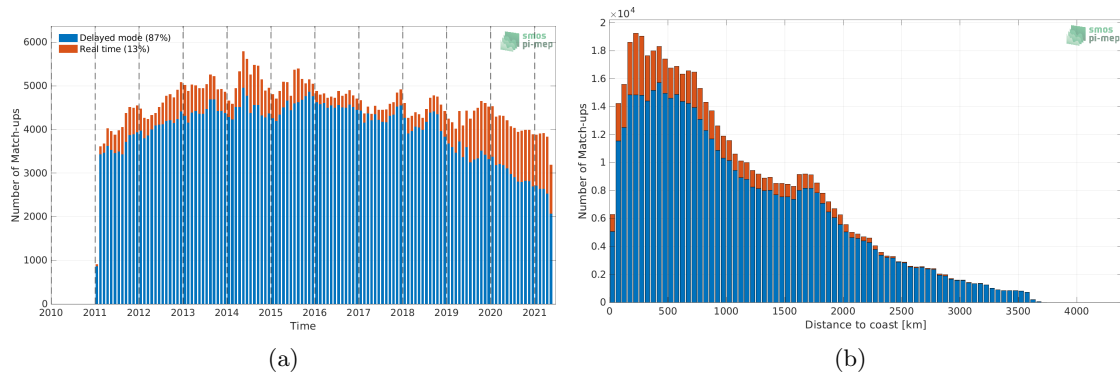 Delayed mode (87%)
Real time (13%)
smos
pi-mep
6000
5000
4000
3000
2000
1000
0
Number of Match-ups
2010 2011 2012 2013 2014 2015 2016 2017 2018 2019 2020 2021
Time
(a)
×10⁴
smos
pi-mep
2
1.8
1.6
1.4
1.2
1
0.8
0.6
0.4
0.2
0
Number of Match-ups
0 500 1000 1500 2000 2500 3000 3500 4000
Distance to coast [km]
(b)